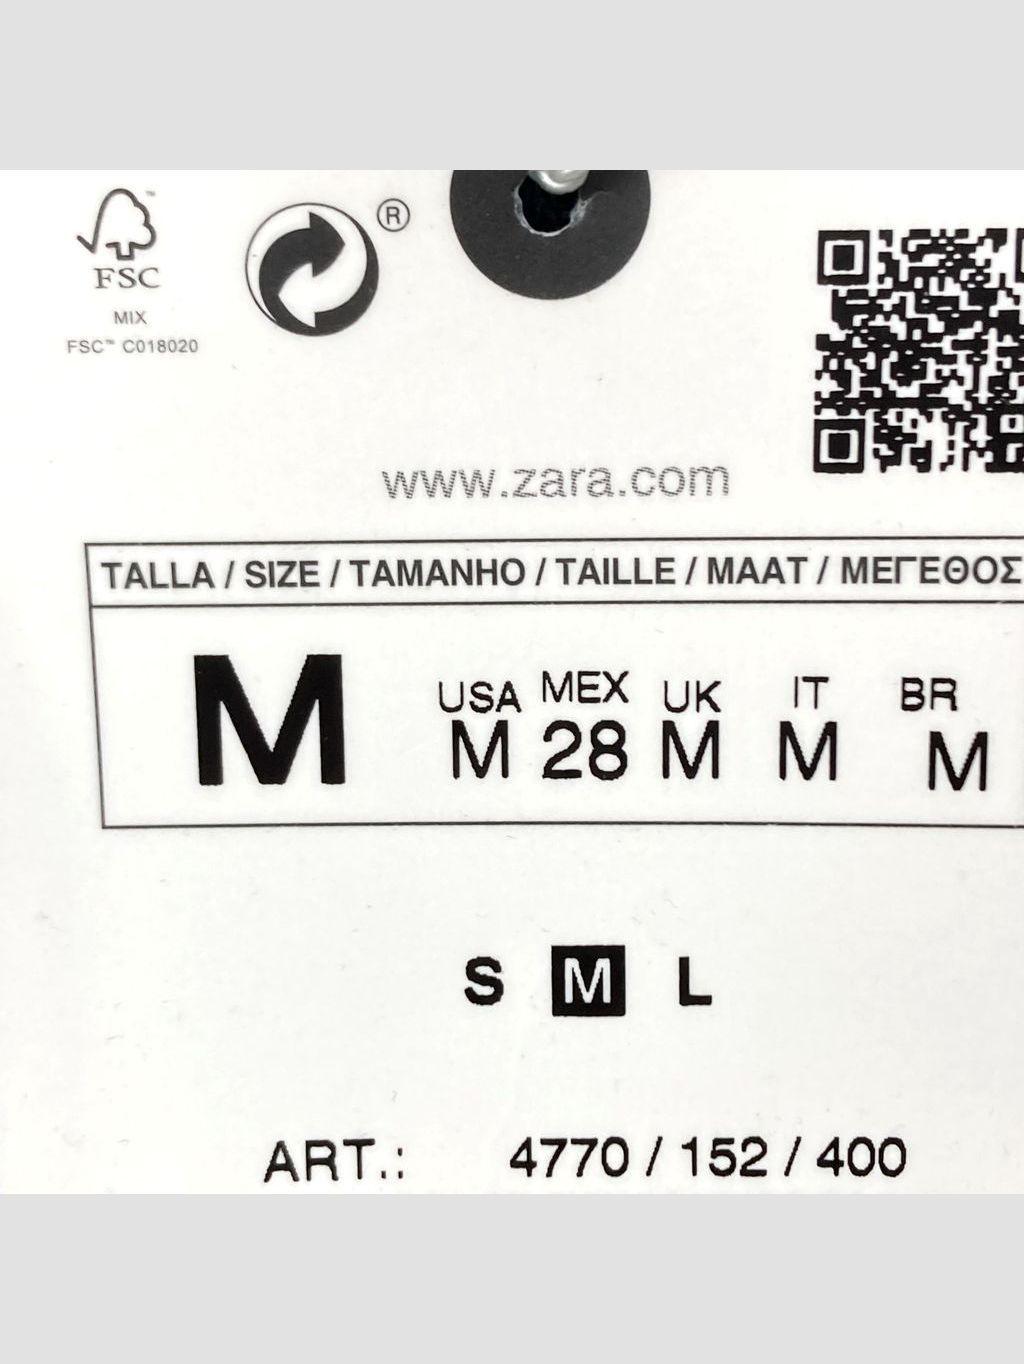 ®
FSC™
MIX
FSC™ C018020
www.zara.com
TALLA / SIZE / TAMANHO / TAILLE / MAAT / ΜΕΓΕΘΟΣ
M
USA MEX UK IT BR
M 28 M M M
S M L
ART.: 4770 / 152 / 400